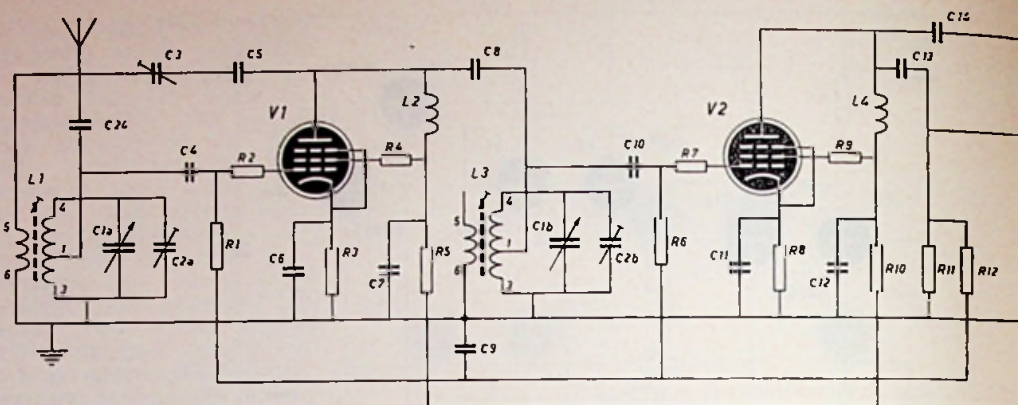 C14
C3
C5
C8
C13
V1
L2
V2
L4
C24
R4
R9
C4
R2
L3
C10
R7
L1
4
5
1
C1a
C2a
6
3
R1
C6
R3
C7
R5
4
5
1
C1b
C2b
6
3
R6
C11
R8
C12
R10
R11
R12
C9